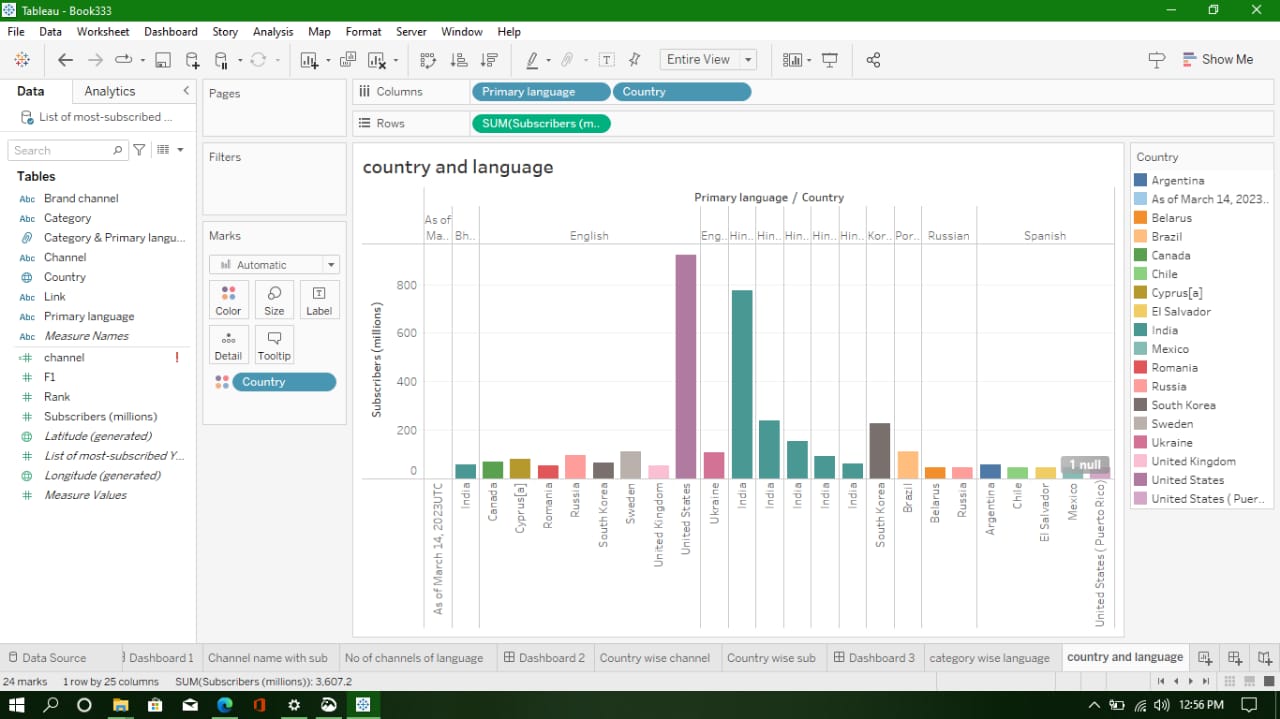 Tableau - Book333
File Data Worksheet Dashboard Story Analysis Map Format Server Window Help
Entire View
Show Me
Data Analytics
List of most-subscribed ...
Search
Tables
Abc Brand channel
Abc Category
Category & Primary langu...
Abc Channel
Country
Abc Link
Abc Primary language
Abc Measure Names
channel !
F1
Rank
Subscribers (millions)
Latitude (generated)
List of most-subscribed Y...
Longitude (generated)
Measure Values
Pages
Filters
Marks
Automatic
Color Size Label
Detail Tooltip
Country
Columns Primary language Country
Rows SUM(Subscribers (m..
country and language
Primary language / Country
As of
Ma.. Bh.. English Eng.. Hin.. Hin.. Hin.. Hin.. Hin.. Kor.. Por.. Russian Spanish
Subscribers (millions)
800
600
400
200
0
1 null
As of March 14, 2023UTC
India
Canada
Cyprus[a]
Romania
Russia
South Korea
Sweden
United Kingdom
United States
Ukraine
India
India
India
India
India
South Korea
Brazil
Belarus
Russia
Argentina
Chile
El Salvador
Mexico
United States ( Puerto Rico)
Country
Argentina
As of March 14, 2023..
Belarus
Brazil
Canada
Chile
Cyprus[a]
El Salvador
India
Mexico
Romania
Russia
South Korea
Sweden
Ukraine
United Kingdom
United States
United States ( Puer..
Data Source Dashboard 1 Channel name with sub No of channels of language Dashboard 2 Country wise channel Country wise sub Dashboard 3 category wise language country and language
24 marks 1 row by 25 columns SUM(Subscribers (millions)): 3,607.2
12:56 PM